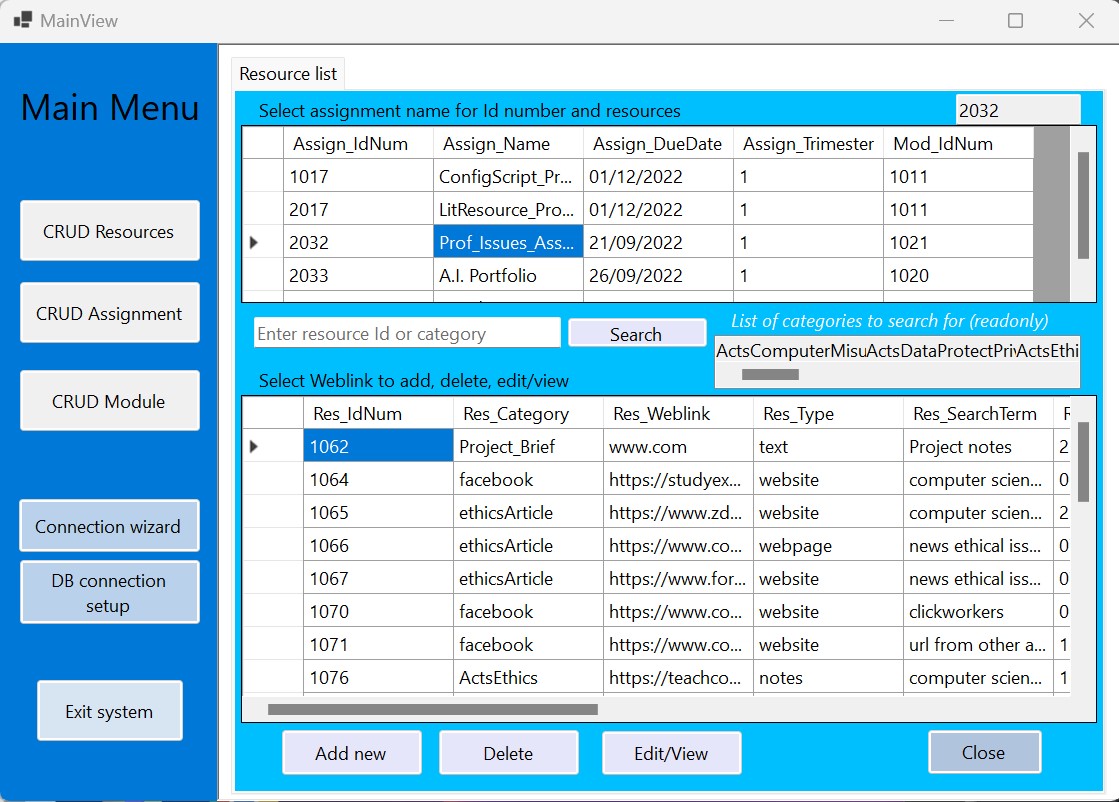 MainView
Main Menu
CRUD Resources
CRUD Assignment
CRUD Module
Connection wizard
DB connection
setup
Exit system
Resource list
Select assignment name for Id number and resources 2032
Assign_IdNum Assign_Name Assign_DueDate Assign_Trimester Mod_IdNum
1017 ConfigScript_Pr... 01/12/2022 1 1011
2017 LitResource_Pro... 01/12/2022 1 1011
2032 Prof_Issues_Ass... 21/09/2022 1 1021
2033 A.I. Portfolio 26/09/2022 1 1020
Enter resource Id or category Search
List of categories to search for (readonly)
ActsComputerMisuActsDataProtectPriActsEthi
Select Weblink to add, delete, edit/view
Res_IdNum Res_Category Res_Weblink Res_Type Res_SearchTerm R
1062 Project_Brief www.com text Project notes 2
1064 facebook https://studyex... website computer scien... 0
1065 ethicsArticle https://www.zd... website computer scien... 2
1066 ethicsArticle https://www.co... webpage news ethical iss... 0
1067 ethicsArticle https://www.for... website news ethical iss... 0
1070 facebook https://www.co... website clickworkers 0
1071 facebook https://www.co... website url from other a... 1
1076 ActsEthics https://teachco... notes computer scien... 1
Add new Delete Edit/View Close